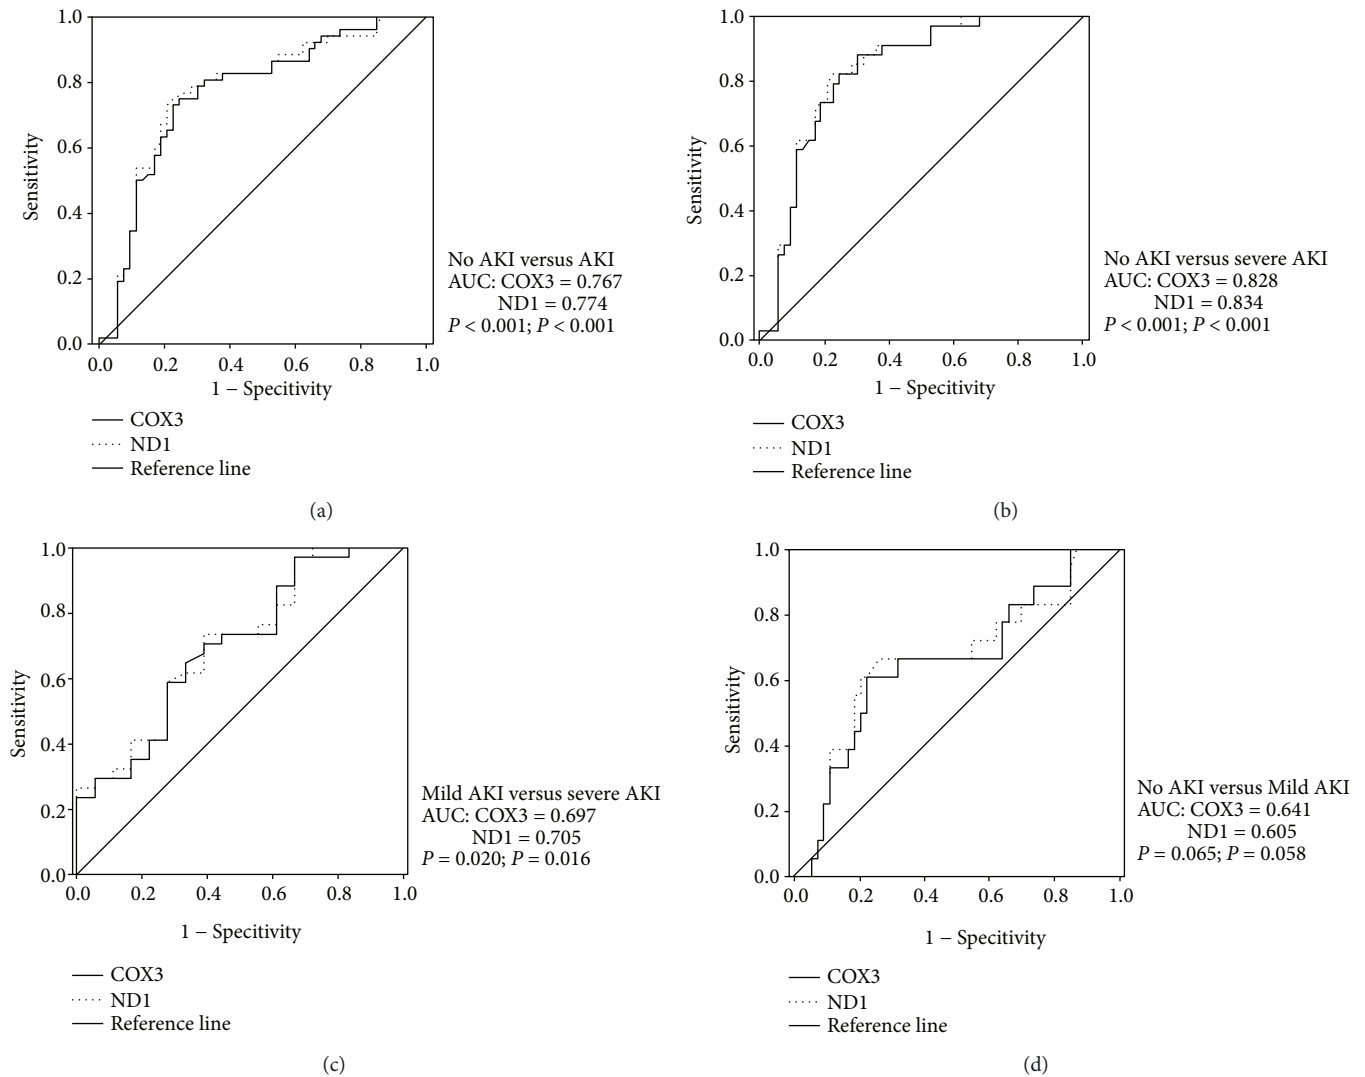 1.0
0.8
0.6
0.4
0.2
0.0
Sensitivity
0.0 0.2 0.4 0.6 0.8 1.0
1 − Specitivity
No AKI versus AKI
AUC: COX3 = 0.767
ND1 = 0.774
P < 0.001; P < 0.001
COX3
ND1
Reference line
(a)
1.0
0.8
0.6
0.4
0.2
0.0
Sensitivity
0.0 0.2 0.4 0.6 0.8 1.0
1 − Specitivity
No AKI versus severe AKI
AUC: COX3 = 0.828
ND1 = 0.834
P < 0.001; P < 0.001
COX3
ND1
Reference line
(b)
1.0
0.8
0.6
0.4
0.2
0.0
Sensitivity
0.0 0.2 0.4 0.6 0.8 1.0
1 − Specitivity
Mild AKI versus severe AKI
AUC: COX3 = 0.697
ND1 = 0.705
P = 0.020; P = 0.016
COX3
ND1
Reference line
(c)
1.0
0.8
0.6
0.4
0.2
0.0
Sensitivity
0.0 0.2 0.4 0.6 0.8 1.0
1 − Specitivity
No AKI versus Mild AKI
AUC: COX3 = 0.641
ND1 = 0.605
P = 0.065; P = 0.058
COX3
ND1
Reference line
(d)